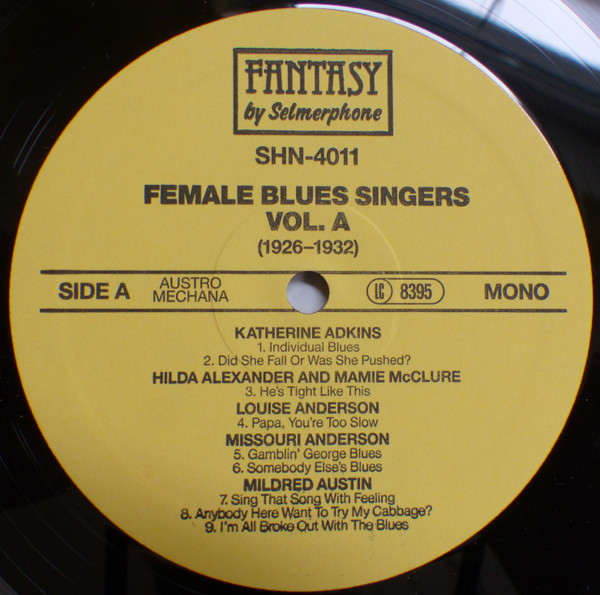 FANTASY
by Selmerphone
SHN-4011
FEMALE BLUES SINGERS
VOL. A
(1926–1932)
SIDE A
AUSTRO
MECHANA
LC 8395
MONO
KATHERINE ADKINS
1. Individual Blues
2. Did She Fall Or Was She Pushed?
HILDA ALEXANDER AND MAMIE McCLURE
3. He's Tight Like This
LOUISE ANDERSON
4. Papa, You're Too Slow
MISSOURI ANDERSON
5. Gamblin' George Blues
6. Somebody Else's Blues
MILDRED AUSTIN
7. Sing That Song With Feeling
8. Anybody Here Want To Try My Cabbage?
9. I'm All Broke Out With The Blues